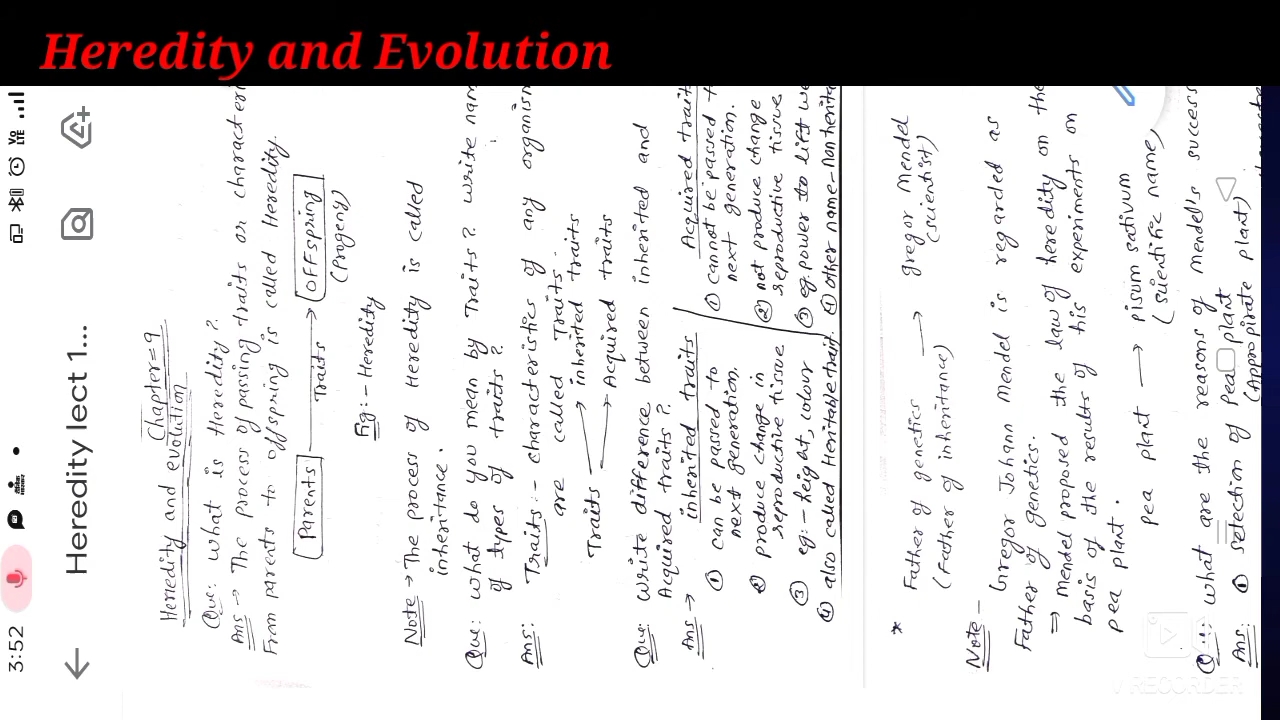 Heredity and Evolution
3:52
Heredity lect 1...
Chapter=9
Heredity and evolution
Que: what is Heredity?
Ans → The process of passing traits or characteri
From parents to offspring is called Heredity.
Parents
Traits
OFFspring
(Progeny)
Fig:- Heredity
Note → The process of Heredity is called
inheritance.
Que: what do you mean by Traits? write nam
of types of traits?
Ans: Traits:- characteristics of any organism
are called Traits.
Traits → inherited traits
→ Acquired traits
Que: write difference between inherited and
Acquired traits?
Ans → inherited traits
① can be passed to
next generation.
② produce change in
reproductive tissue
③ eg:- height, colour
④ also called Heritable trait.
Acquired traits
① cannot be passed t
next generation.
② not produce change
reproductive tissue
③ eg. power to lift we
④ other name-Non herita
* Father of genetics → gregor Mendel
(Father of inheritance) (scientist)
Note - Gregor Johann Mendel is regarded as
Father of genetics.
⇒ Mendel proposed the law of heredity on the
basis of the results of his experiments on
pea plant.
pea plant → pisum sativum
(scientific name)
what are the reasons of mendel's success
Ans: ① selection of pea plant
(Appropirate plant)
V RECORDER